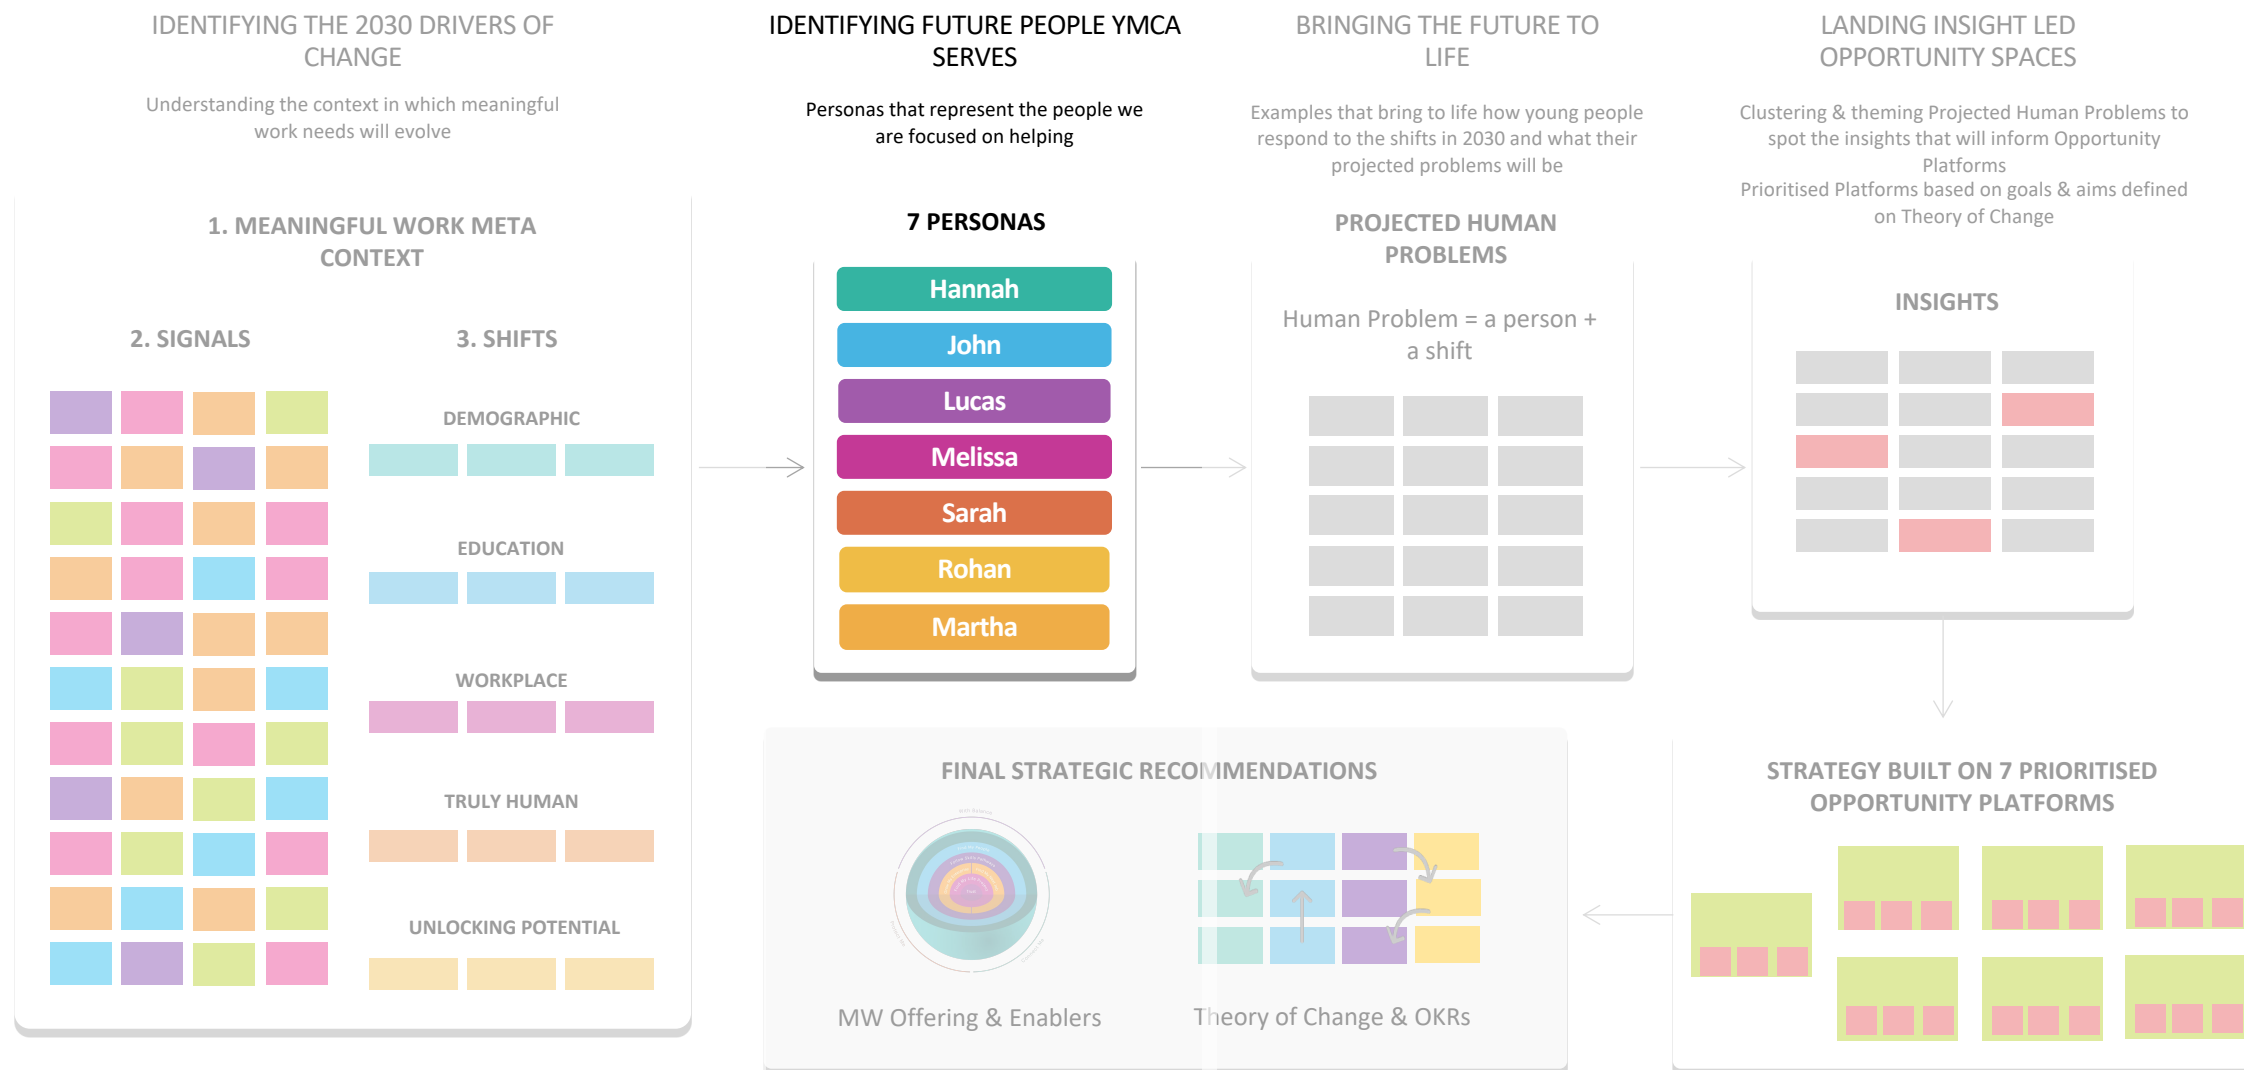 IDENTIFYING THE 2030 DRIVERS OF
CHANGE
Understanding the context in which meaningful
work needs will evolve
1. MEANINGFUL WORK META
CONTEXT
2. SIGNALS
3. SHIFTS
DEMOGRAPHIC
EDUCATION
WORKPLACE
TRULY HUMAN
UNLOCKING POTENTIAL
IDENTIFYING FUTURE PEOPLE YMCA
SERVES
Personas that represent the people we
are focused on helping
7 PERSONAS
Hannah
John
Lucas
Melissa
Sarah
Rohan
Martha
BRINGING THE FUTURE TO
LIFE
Examples that bring to life how young people
respond to the shifts in 2030 and what their
projected problems will be
PROJECTED HUMAN
PROBLEMS
Human Problem = a person +
a shift
LANDING INSIGHT LED
OPPORTUNITY SPACES
Clustering & theming Projected Human Problems to
spot the insights that will inform Opportunity
Platforms
Prioritised Platforms based on goals & aims defined
on Theory of Change
INSIGHTS
STRATEGY BUILT ON 7 PRIORITISED
OPPORTUNITY PLATFORMS
FINAL STRATEGIC RECOMMENDATIONS
MW Offering & Enablers
Theory of Change & OKRs